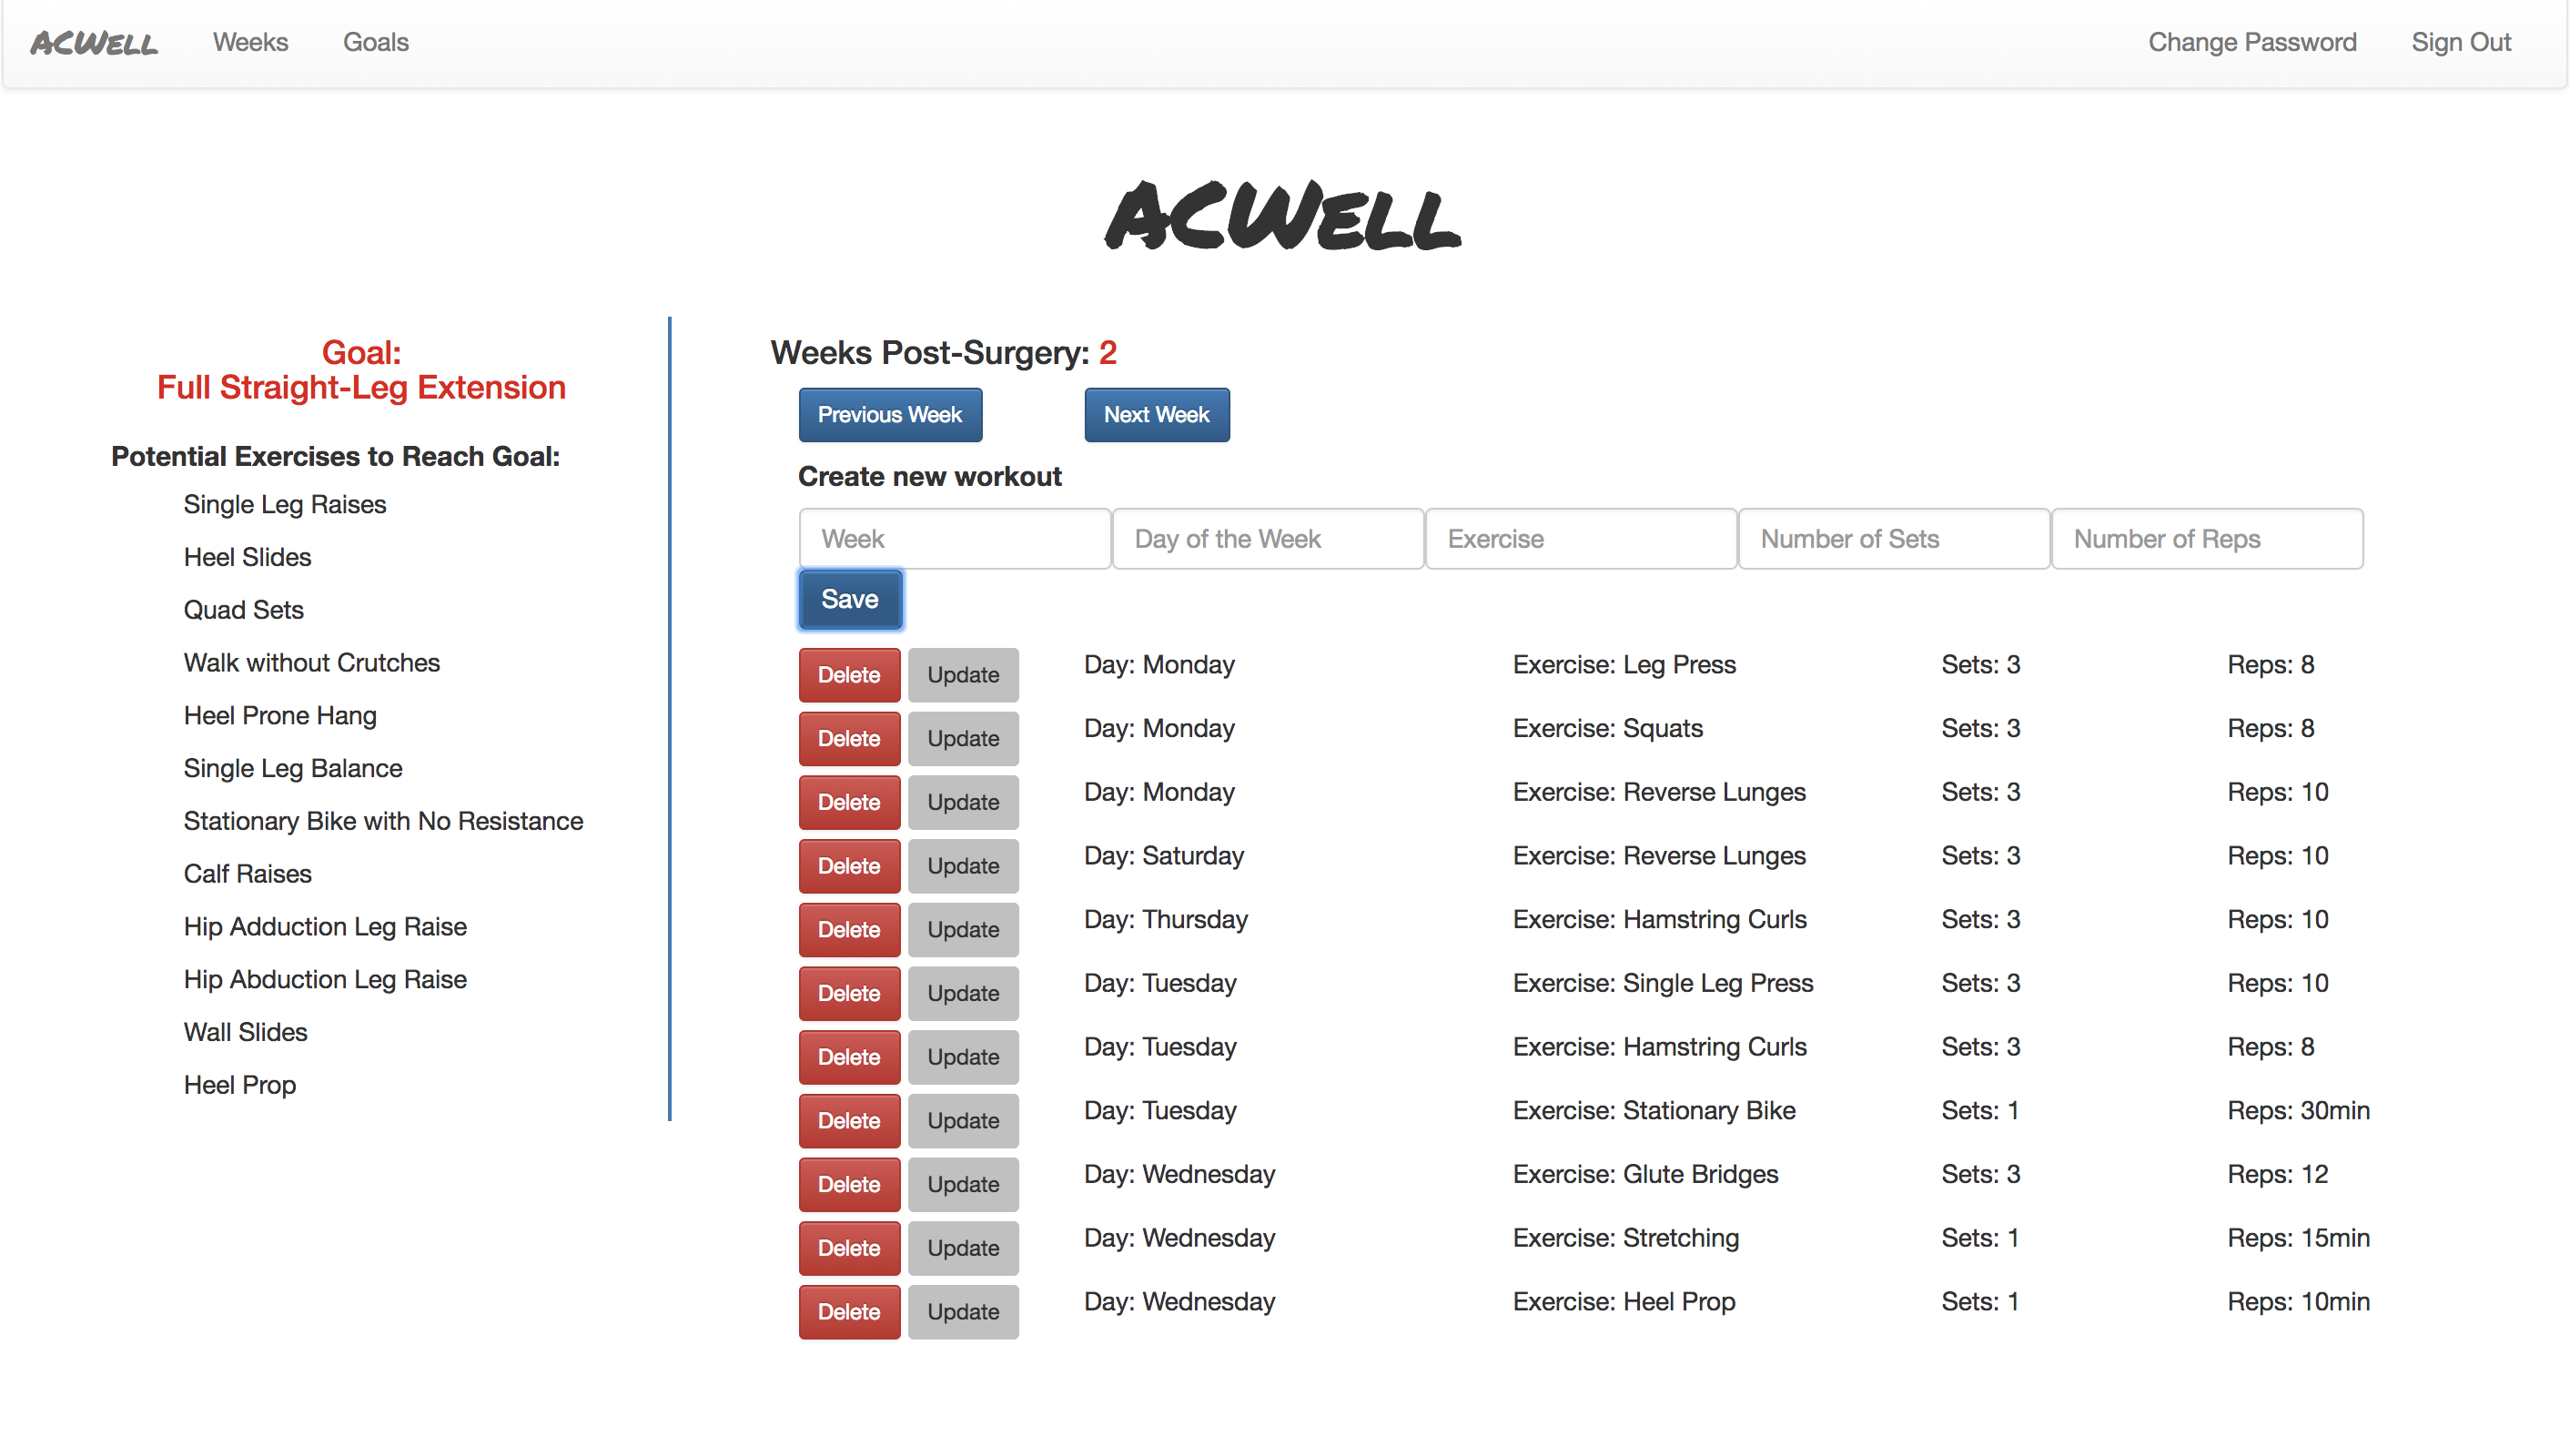 ACWELL Weeks Goals Change Password Sign Out
ACWELL
Goal:
Full Straight-Leg Extension
Potential Exercises to Reach Goal:
Single Leg Raises
Heel Slides
Quad Sets
Walk without Crutches
Heel Prone Hang
Single Leg Balance
Stationary Bike with No Resistance
Calf Raises
Hip Adduction Leg Raise
Hip Abduction Leg Raise
Wall Slides
Heel Prop
Weeks Post-Surgery: 2
Previous Week Next Week
Create new workout
Week Day of the Week Exercise Number of Sets Number of Reps
Save
Delete Update Day: Monday Exercise: Leg Press Sets: 3 Reps: 8
Delete Update Day: Monday Exercise: Squats Sets: 3 Reps: 8
Delete Update Day: Monday Exercise: Reverse Lunges Sets: 3 Reps: 10
Delete Update Day: Saturday Exercise: Reverse Lunges Sets: 3 Reps: 10
Delete Update Day: Thursday Exercise: Hamstring Curls Sets: 3 Reps: 10
Delete Update Day: Tuesday Exercise: Single Leg Press Sets: 3 Reps: 10
Delete Update Day: Tuesday Exercise: Hamstring Curls Sets: 3 Reps: 8
Delete Update Day: Tuesday Exercise: Stationary Bike Sets: 1 Reps: 30min
Delete Update Day: Wednesday Exercise: Glute Bridges Sets: 3 Reps: 12
Delete Update Day: Wednesday Exercise: Stretching Sets: 1 Reps: 15min
Delete Update Day: Wednesday Exercise: Heel Prop Sets: 1 Reps: 10min